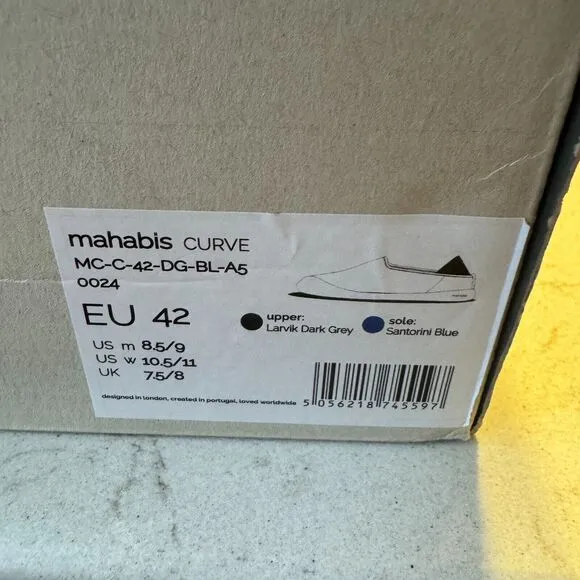 mahabis CURVE
MC-C-42-DG-BL-A5
0024
EU 42
upper:
Larvik Dark Grey
sole:
Santorini Blue
US m 8.5/9
US w 10.5/11
UK 7.5/8
designed in london, created in portugal, loved worldwide
5 056218 745597